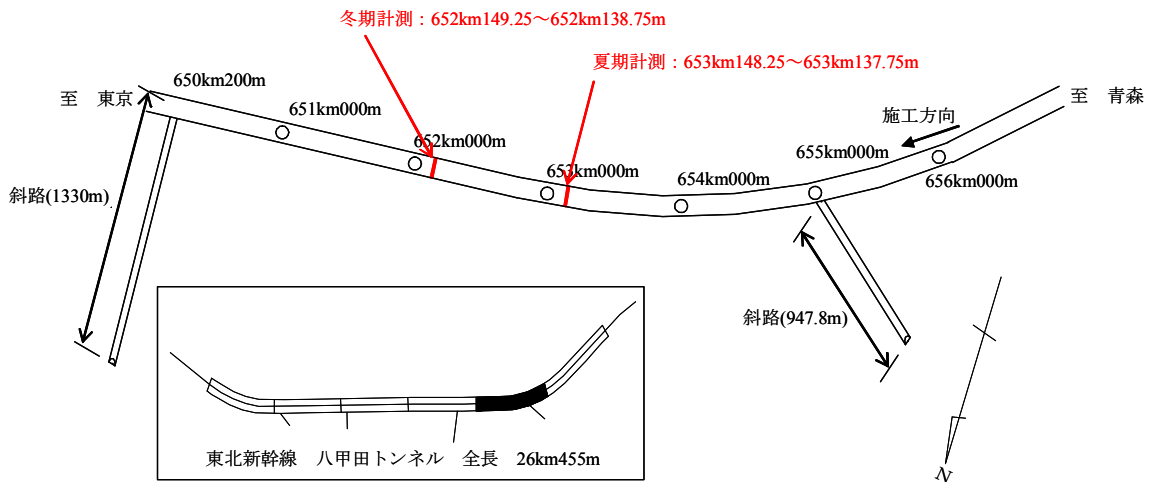 冬期計測：652km149.25～652km138.75m
夏期計測：653km148.25～653km137.75m
650km200m
至　東京
651km000m
652km000m
653km000m
654km000m
655km000m
656km000m
施工方向
至　青森
斜路(1330m)
斜路(947.8m)
東北新幹線　八甲田トンネル　全長　26km455m
N